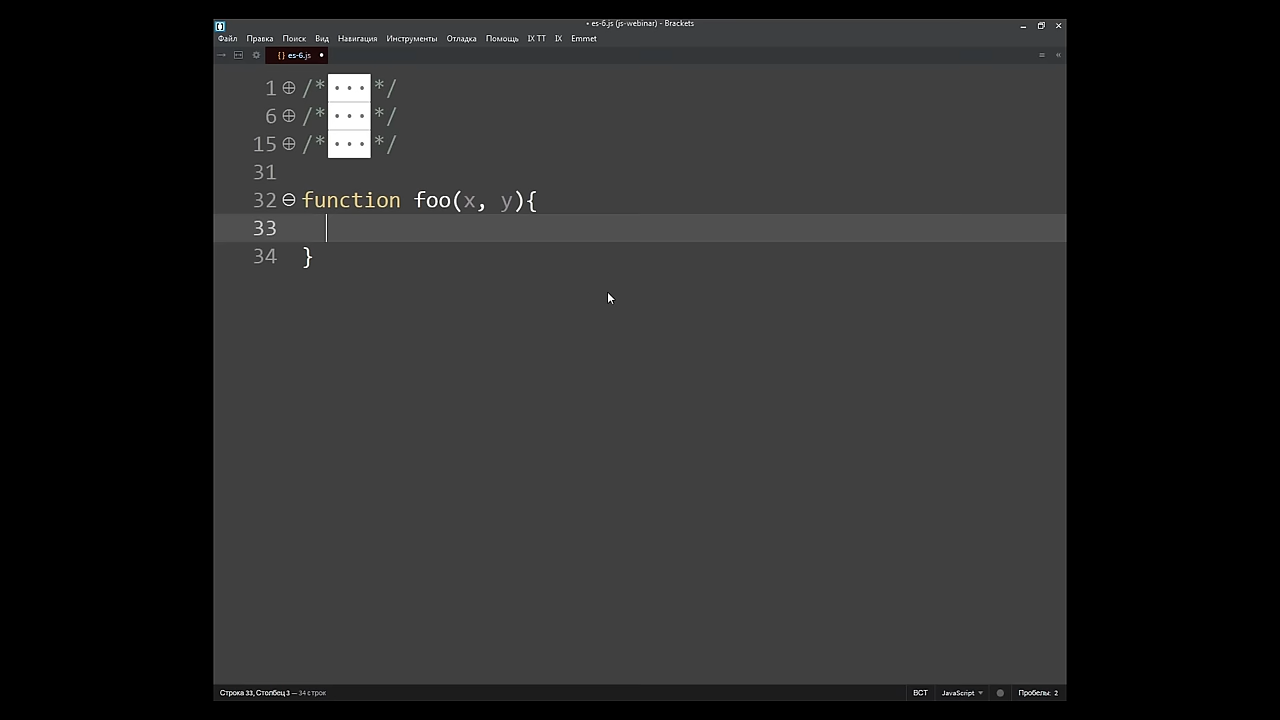 • es-6.js (js-webinar) - Brackets
Файл Правка Поиск Вид Навигация Инструменты Отладка Помощь IX TT IX Emmet
{ } es-6.js •
1 /*···*/
6 /*···*/
15 /*···*/
31
32 function foo(x, y){
33
34 }
Строка 33, Столбец 3 — 34 строк ВСТ JavaScript Пробелы: 2